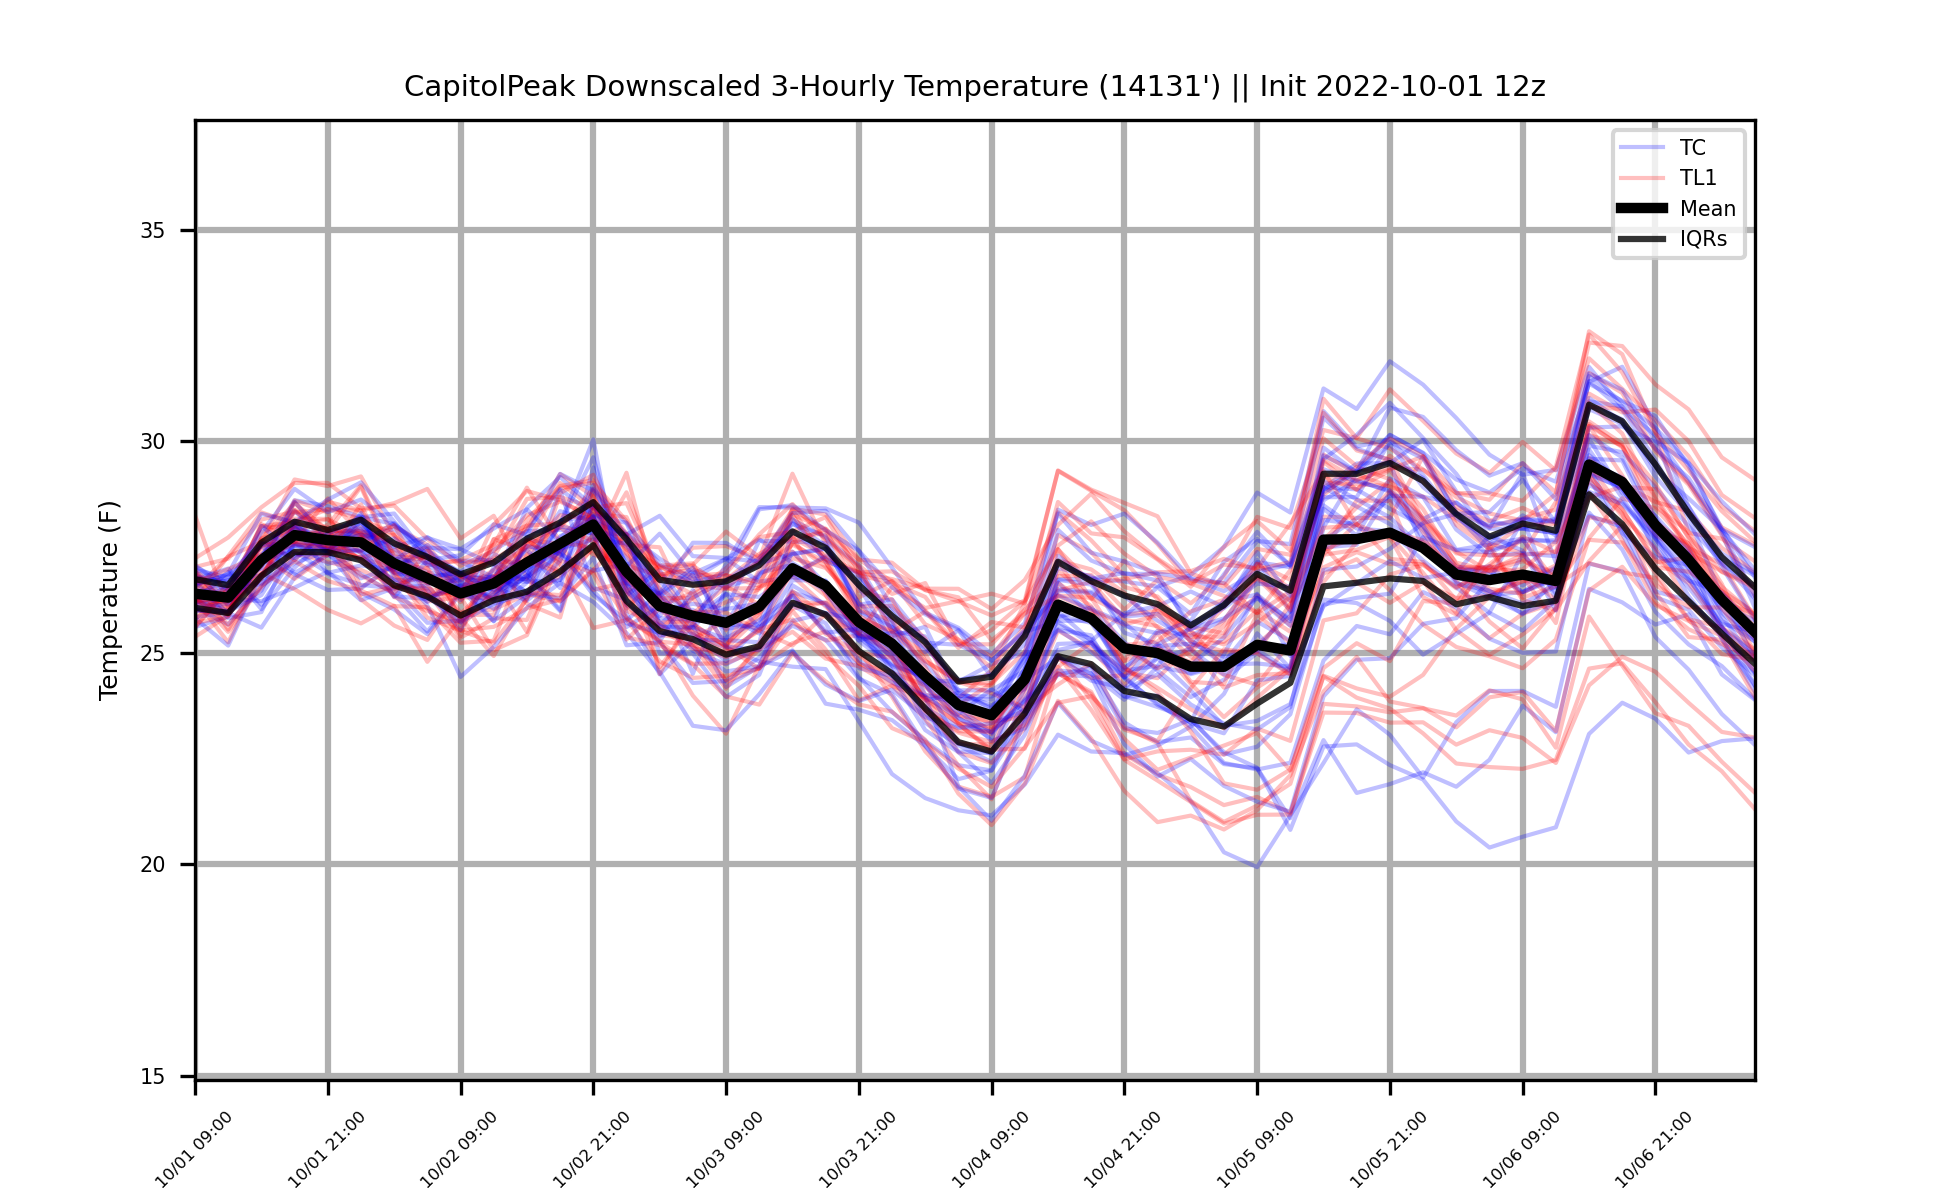 CapitolPeak Downscaled 3-Hourly Temperature (14131') || Init 2022-10-01 12z
TC
TL1
Mean
IQRs
Temperature (F)
35
30
25
20
15
10/01 09:00
10/01 21:00
10/02 09:00
10/02 21:00
10/03 09:00
10/03 21:00
10/04 09:00
10/04 21:00
10/05 09:00
10/05 21:00
10/06 09:00
10/06 21:00